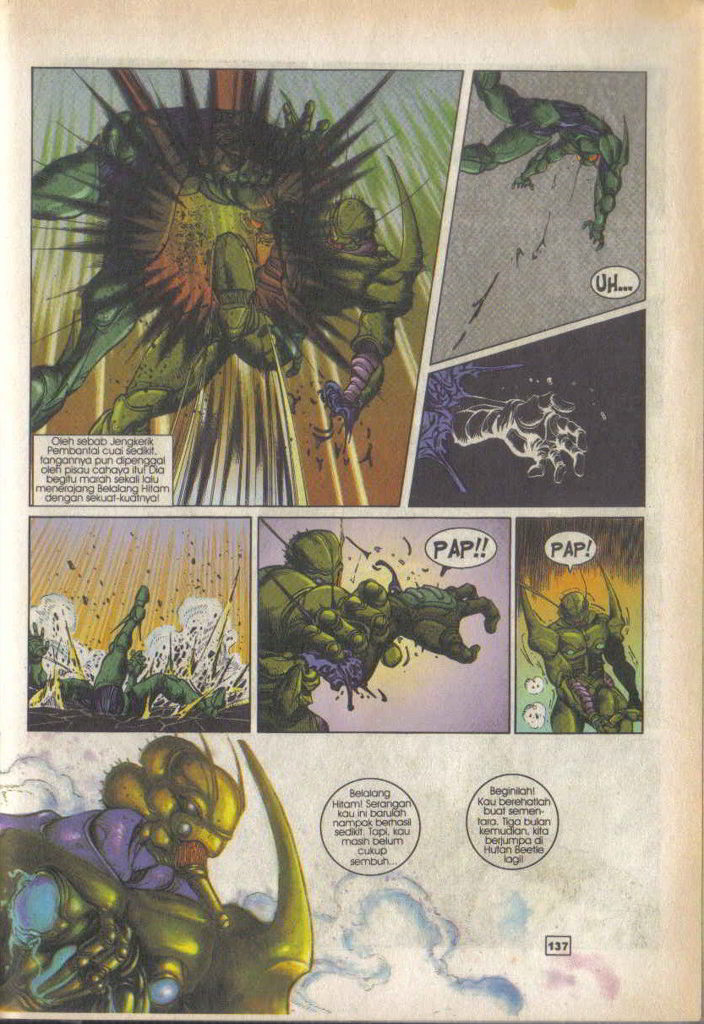 UH...
Oleh sebab Jengkerik
Pembantai cuai sedikit,
tangannya pun dipenggal
oleh pisau cahaya itu! Dia
begitu marah sekali lalu
menerajang Belalang Hitam
dengan sekuat-kuatnya!
PAP!!
PAP!
Belalang
Hitam! Serangan
kau ini barulah
nampak berhasil
sedikit. Tapi, kau
masih belum
cukup
sembuh...
Beginilah!
Kau berehatlah
buat semen-
tara. Tiga bulan
kemudian, kita
berjumpa di
Hutan Beetle
lagi!
137